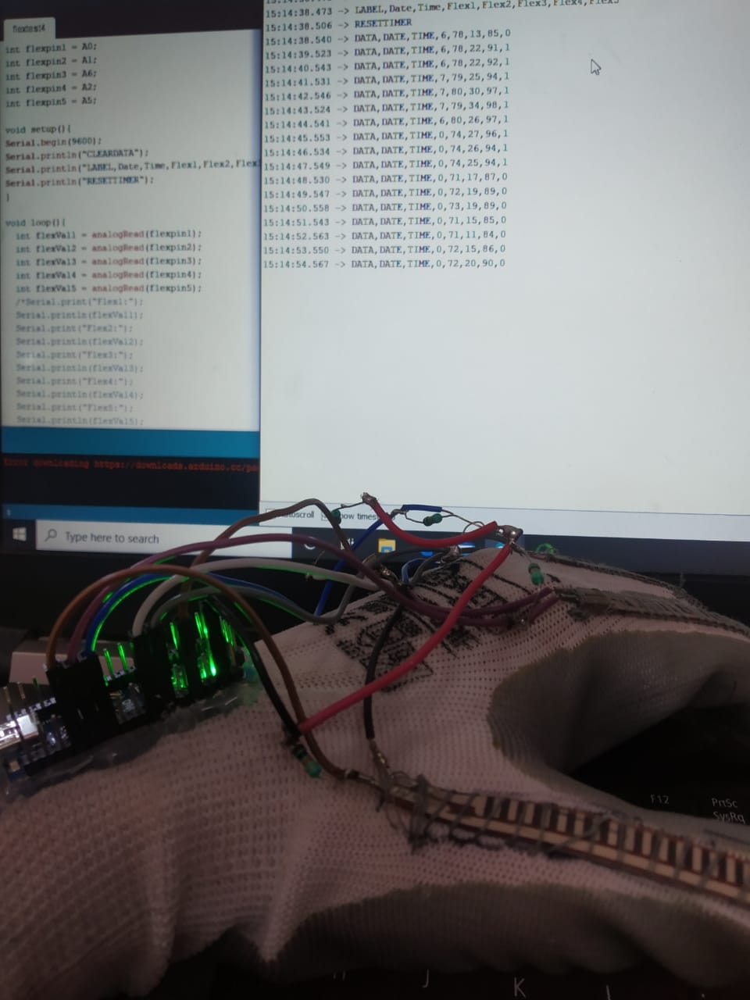 flextest4
int flexpin1 = A0;
int flexpin2 = A1;
int flexpin3 = A6;
int flexpin4 = A2;
int flexpin5 = A5;
void setup(){
Serial.begin(9600);
Serial.println("CLEARDATA");
Serial.println("LABEL,Date,Time,Flex1,Flex2,Flex
Serial.println("RESETTIMER");
}
void loop(){
int flexVal1 = analogRead(flexpin1);
int flexVal2 = analogRead(flexpin2);
int flexVal3 = analogRead(flexpin3);
int flexVal4 = analogRead(flexpin4);
int flexVal5 = analogRead(flexpin5);
/*Serial.print("Flex1:");
Serial.println(flexVal1);
Serial.print("Flex2:");
Serial.println(flexVal2);
Serial.print("Flex3:");
Serial.println(flexVal3);
Serial.print("Flex4:");
Serial.println(flexVal4);
Serial.print("Flex5:");
Serial.println(flexVal5);
Error downloading https://downloads.arduino.cc/pa
15:14:38.473 -> LABEL,Date,Time,Flex1,Flex2,Flex3,Flex4,Flex5
15:14:38.506 -> RESETTIMER
15:14:38.540 -> DATA,DATE,TIME,6,78,13,85,0
15:14:39.523 -> DATA,DATE,TIME,6,78,22,91,1
15:14:40.543 -> DATA,DATE,TIME,6,78,22,92,1
15:14:41.531 -> DATA,DATE,TIME,7,79,25,94,1
15:14:42.546 -> DATA,DATE,TIME,7,80,30,97,1
15:14:43.524 -> DATA,DATE,TIME,7,79,34,98,1
15:14:44.541 -> DATA,DATE,TIME,6,80,26,97,1
15:14:45.553 -> DATA,DATE,TIME,0,74,27,96,1
15:14:46.534 -> DATA,DATE,TIME,0,74,26,94,1
15:14:47.549 -> DATA,DATE,TIME,0,74,25,94,1
15:14:48.530 -> DATA,DATE,TIME,0,71,17,87,0
15:14:49.547 -> DATA,DATE,TIME,0,72,19,89,0
15:14:50.558 -> DATA,DATE,TIME,0,73,19,89,0
15:14:51.543 -> DATA,DATE,TIME,0,71,15,85,0
15:14:52.563 -> DATA,DATE,TIME,0,71,11,84,0
15:14:53.550 -> DATA,DATE,TIME,0,72,15,86,0
15:14:54.567 -> DATA,DATE,TIME,0,72,20,90,0
Type here to search
F12
PrtSc
SysRq
J
K